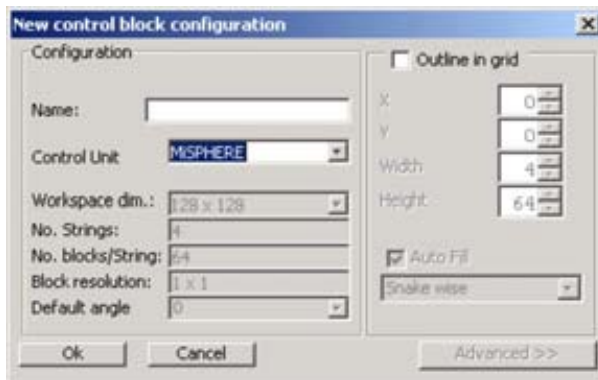 New control block configuration
Configuration
Name:
Control Unit MiSPHERE
Workspace dim.: 128 x 128
No. Strings: 4
No. blocks/String: 64
Block resolution: 1 x 1
Default angle 0
Outline in grid
X 0
Y 0
Width 4
Height 64
Auto Fill
Snake wise
Ok Cancel Advanced >>